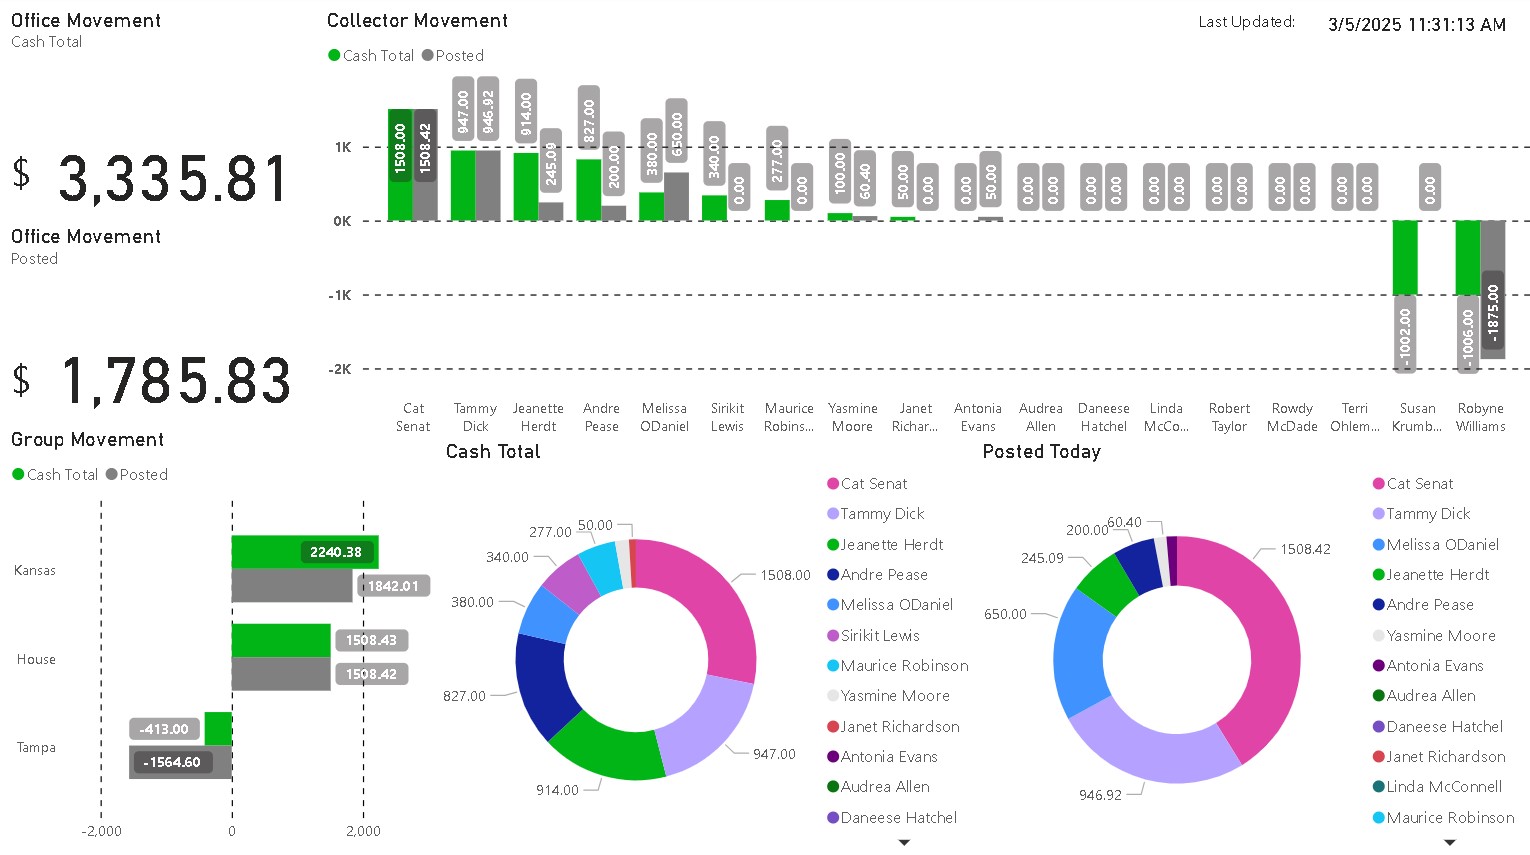 Office Movement
Cash Total
$ 3,335.81
Office Movement
Posted
$ 1,785.83
Collector Movement
Cash Total Posted
Last Updated: 3/5/2025 11:31:13 AM
1K
0K
-1K
-2K
1508.00 1508.42 947.00 946.92 914.00 245.09 827.00 200.00 380.00 650.00 340.00 0.00 277.00 0.00 100.00 60.40 50.00 0.00 0.00 50.00 0.00 0.00 0.00 0.00 0.00 0.00 0.00 0.00 0.00 0.00 0.00 0.00 -1002.00 0.00 -1006.00 -1875.00
Cat Senat
Tammy Dick
Jeanette Herdt
Andre Pease
Melissa ODaniel
Sirikit Lewis
Maurice Robins...
Yasmine Moore
Janet Richar...
Antonia Evans
Audrea Allen
Daneese Hatchel
Linda McCo...
Robert Taylor
Rowdy McDade
Terri Ohlem...
Susan Krumb...
Robyne Williams
Group Movement
Cash Total Posted
Kansas
2240.38
1842.01
House
1508.43
1508.42
Tampa
-413.00
-1564.60
-2,000 0 2,000
Cash Total
1508.00
947.00
914.00
827.00
380.00
340.00
277.00
50.00
Cat Senat
Tammy Dick
Jeanette Herdt
Andre Pease
Melissa ODaniel
Sirikit Lewis
Maurice Robinson
Yasmine Moore
Janet Richardson
Antonia Evans
Audrea Allen
Daneese Hatchel
Posted Today
1508.42
946.92
650.00
245.09
200.00
60.40
Cat Senat
Tammy Dick
Melissa ODaniel
Jeanette Herdt
Andre Pease
Yasmine Moore
Antonia Evans
Audrea Allen
Daneese Hatchel
Janet Richardson
Linda McConnell
Maurice Robinson